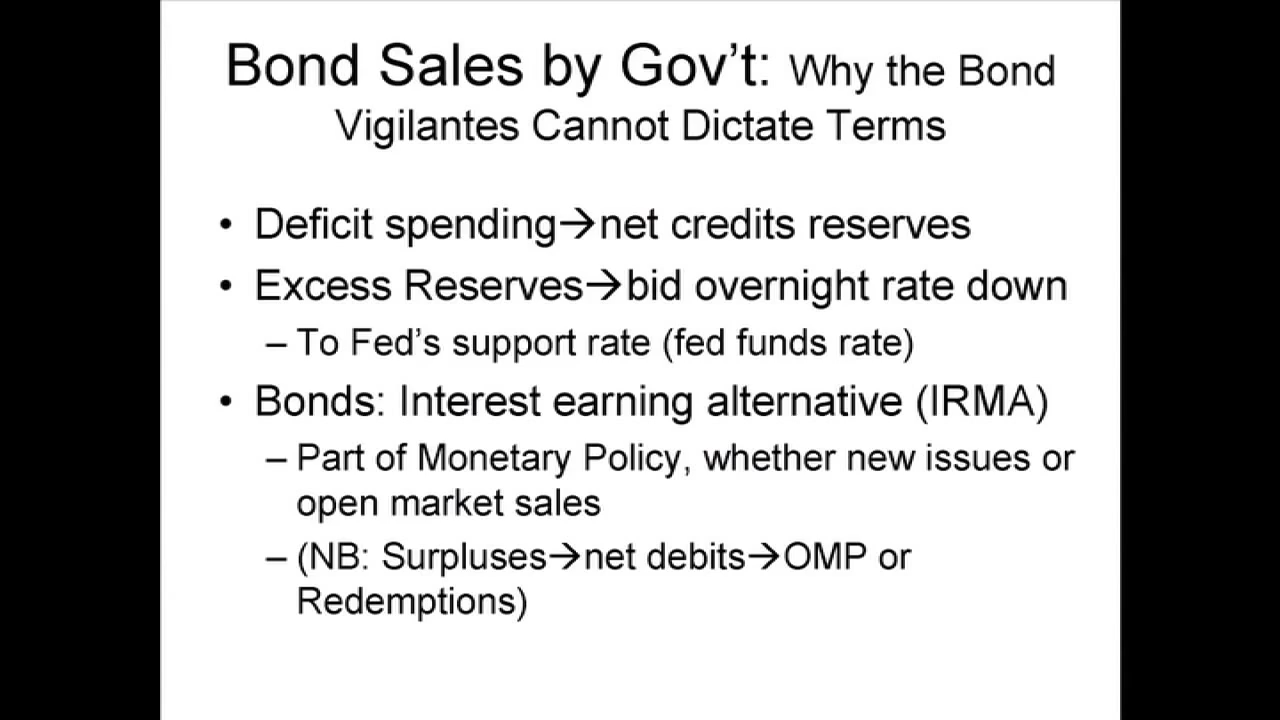 Bond Sales by Gov’t: Why the Bond
Vigilantes Cannot Dictate Terms
• Deficit spending→net credits reserves
• Excess Reserves→bid overnight rate down
– To Fed’s support rate (fed funds rate)
• Bonds: Interest earning alternative (IRMA)
– Part of Monetary Policy, whether new issues or
open market sales
– (NB: Surpluses→net debits→OMP or
Redemptions)